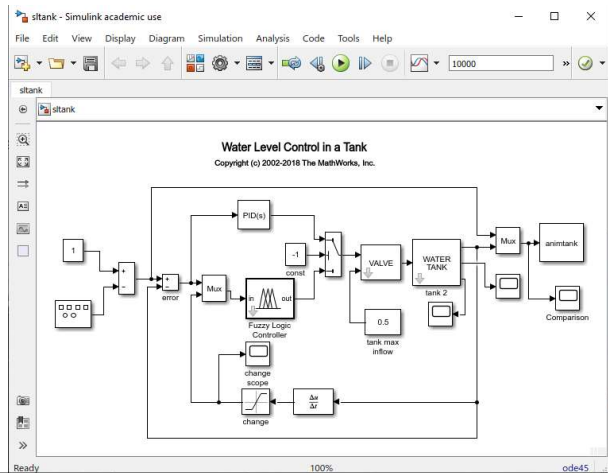 sltank - Simulink academic use
File Edit View Display Diagram Simulation Analysis Code Tools Help
10000
sltank
sltank
Water Level Control in a Tank
Copyright (c) 2002-2018 The MathWorks, Inc.
PID(s)
1
-1
const
VALVE
WATER
TANK
tank 2
Mux
animtank
Comparison
error
Mux
in
out
Fuzzy Logic
Controller
0.5
tank max
inflow
change
scope
change
Δu
Δt
Ready 100% ode45